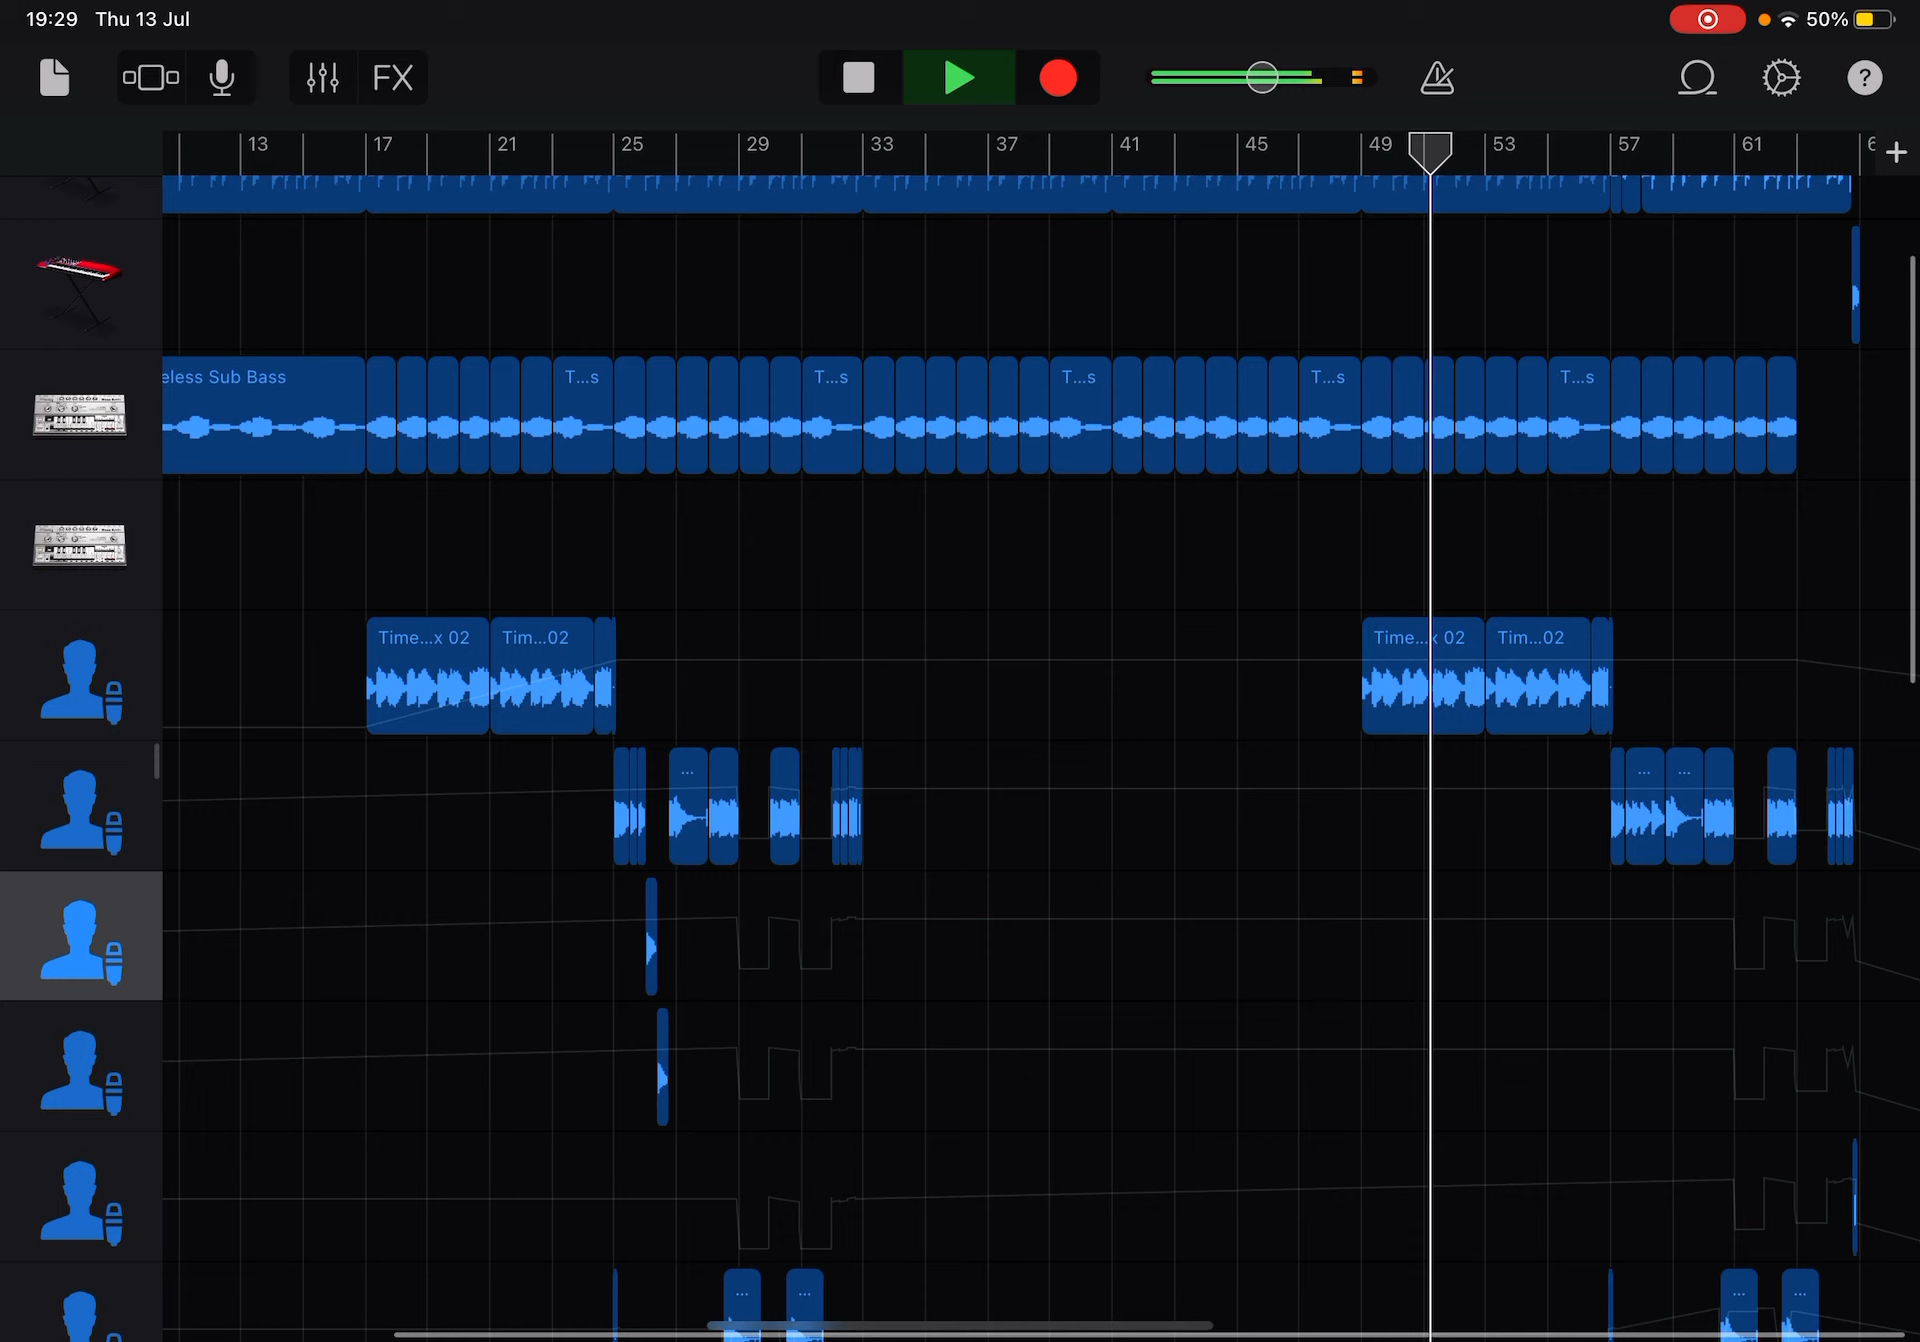 19:29 Thu 13 Jul
50%
FX
?
13 17 21 25 29 33 37 41 45 49 53 57 61
+
eless Sub Bass T...s T...s T...s T...s T...s
Time...x 02 Tim...02 Time...x 02 Tim...02
... ... ...
... ... ... ...